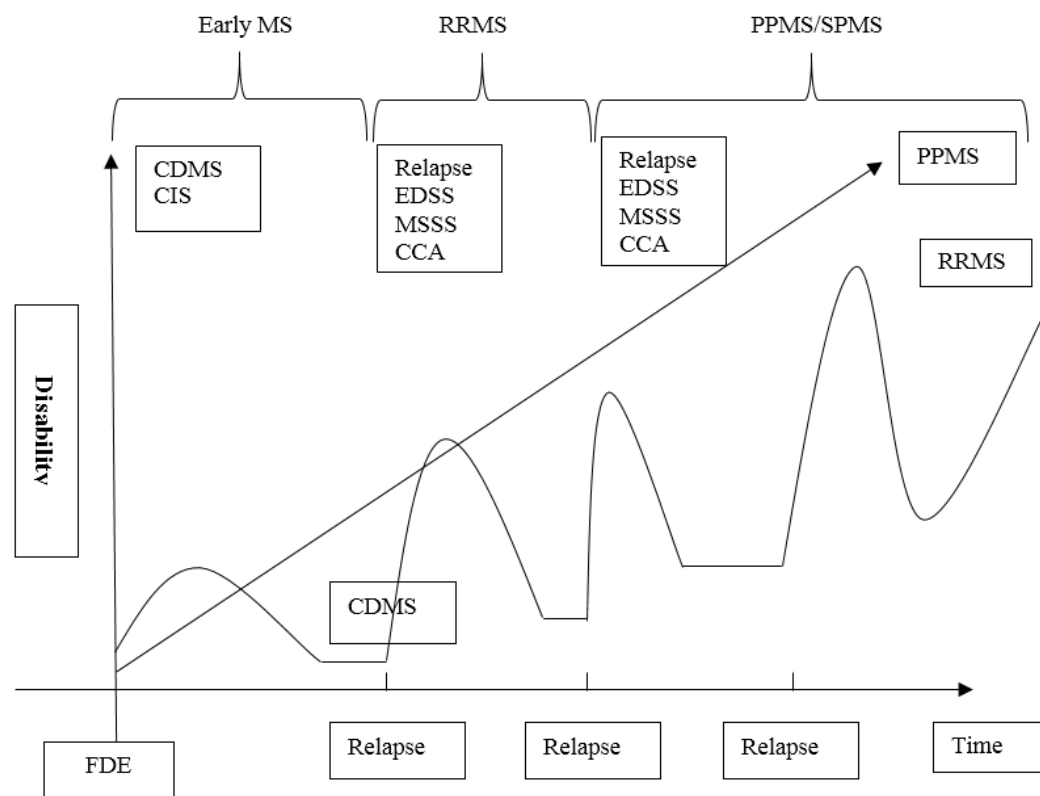 Early MS
RRMS
PPMS/SPMS
CDMS
CIS
Relapse
EDSS
MSSS
CCA
Relapse
EDSS
MSSS
CCA
PPMS
RRMS
Disability
CDMS
Relapse
Relapse
Relapse
Time
FDE